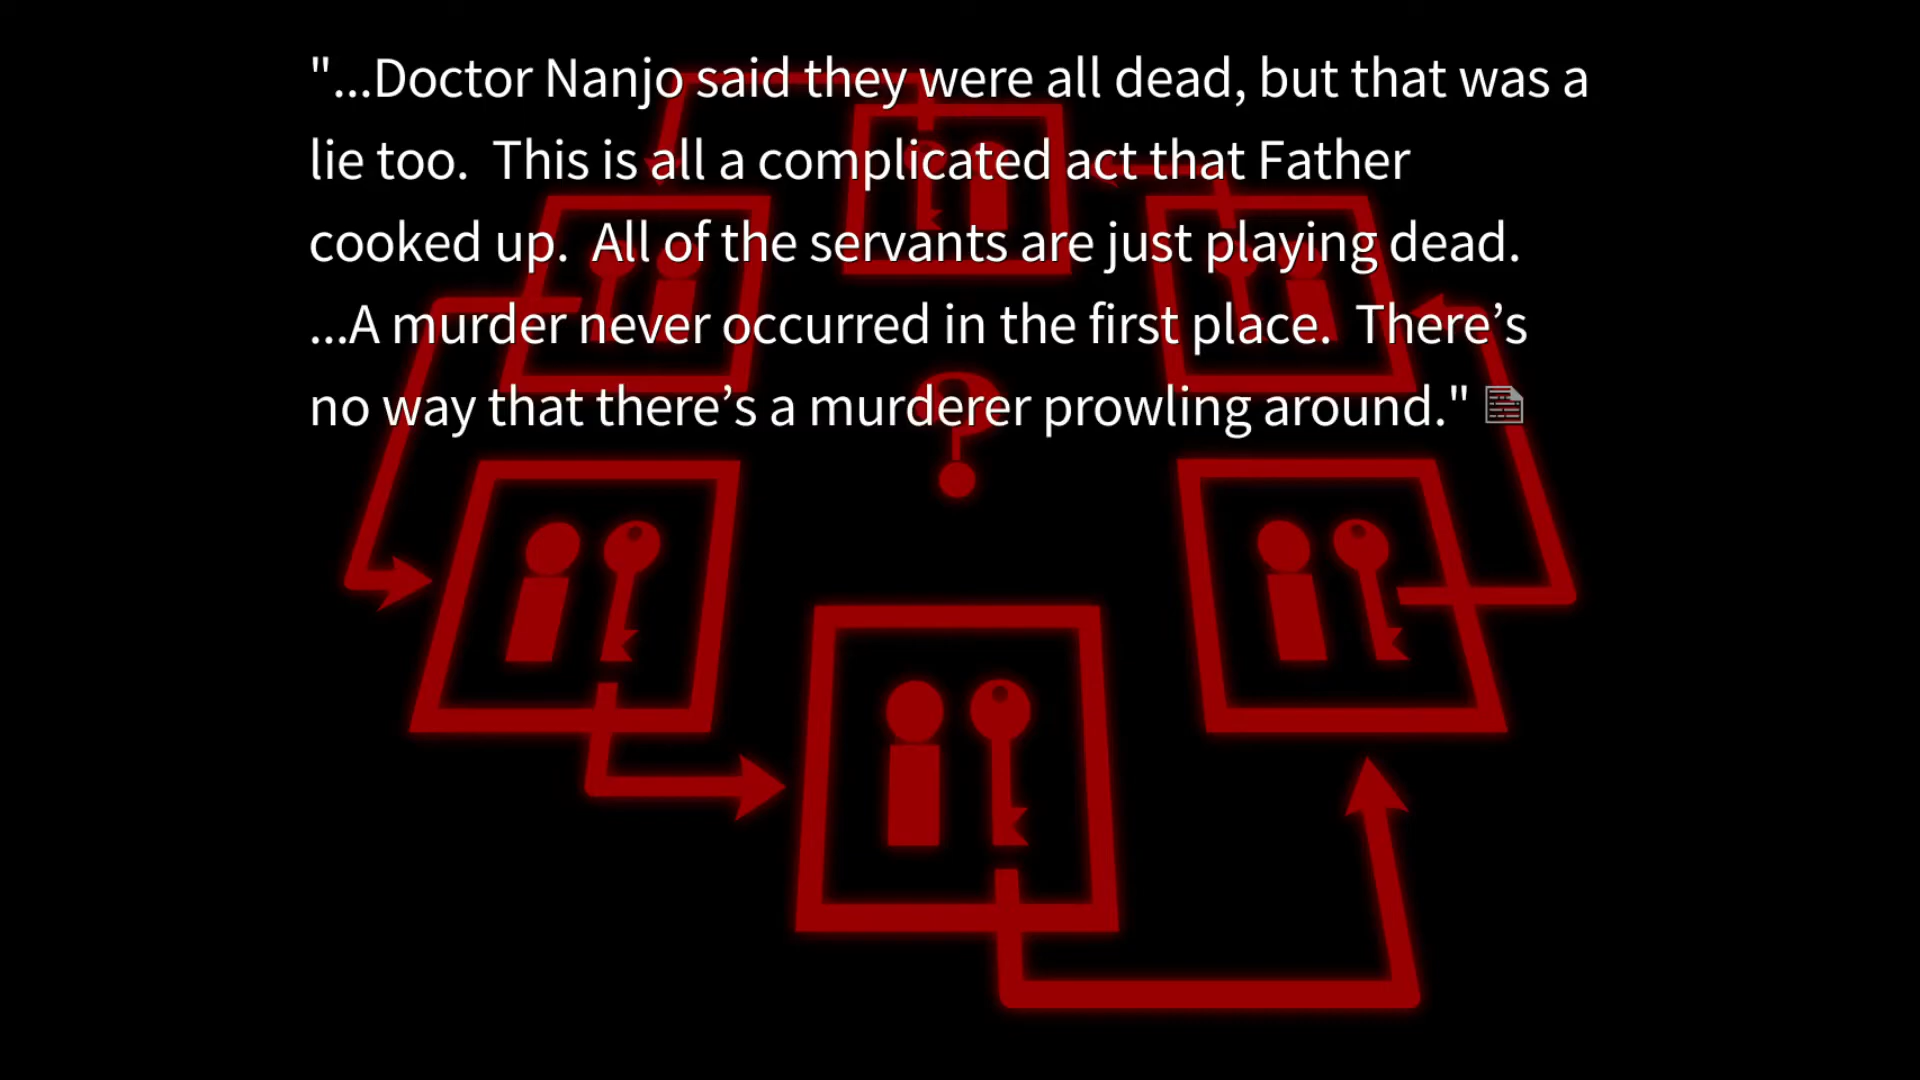 "...Doctor Nanjo said they were all dead, but that was a
lie too.  This is all a complicated act that Father
cooked up.  All of the servants are just playing dead.
...A murder never occurred in the first place.  There’s
no way that there’s a murderer prowling around."
?